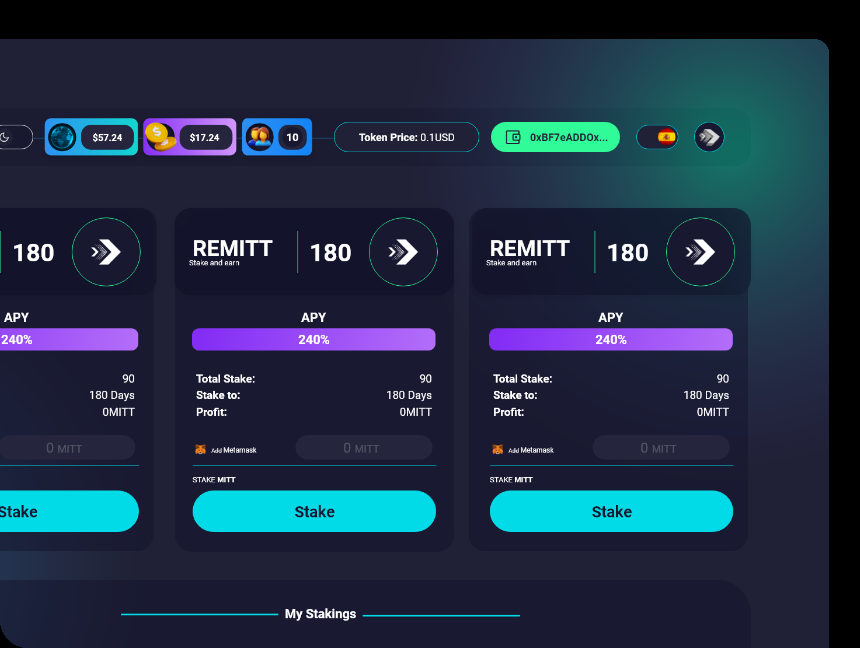 $57.24
$17.24
10
Token Price: 0.1USD
0xBF7eADDOx...
180
REMITT
Stake and earn
180
REMITT
Stake and earn
180
APY
240%
APY
240%
APY
240%
90
180 Days
0MITT
Total Stake: 90
Stake to: 180 Days
Profit: 0MITT
Total Stake: 90
Stake to: 180 Days
Profit: 0MITT
0 MITT
Add Metamask
0 MITT
Add Metamask
0 MITT
STAKE MITT
STAKE MITT
Stake
Stake
Stake
My Stakings